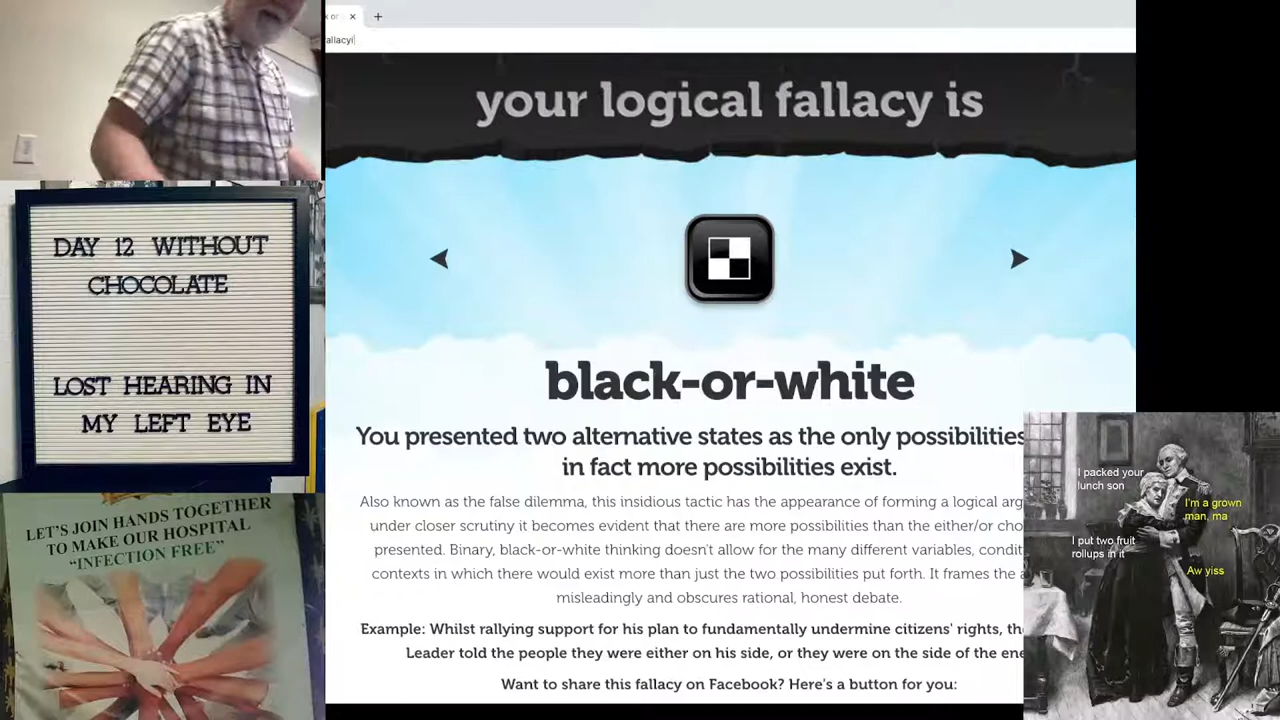 your logical fallacy is
black-or-white
You presented two alternative states as the only possibilities
in fact more possibilities exist.
Also known as the false dilemma, this insidious tactic has the appearance of forming a logical
under closer scrutiny it becomes evident that there are more possibilities than the either/or
presented. Binary, black-or-white thinking doesn't allow for the many different variables,
contexts in which there would exist more than just the two possibilities put forth. It frames the
misleadingly and obscures rational, honest debate.
Example: Whilst rallying support for his plan to fundamentally undermine citizens' rights,
Leader told the people they were either on his side, or they were on the side of the
Want to share this fallacy on Facebook? Here's a button for you:
DAY 12 WITHOUT
CHOCOLATE
LOST HEARING IN
MY LEFT EYE
LET'S JOIN HANDS TOGETHER
TO MAKE OUR HOSPITAL
"INFECTION FREE"
I packed your
lunch son
I'm a grown
man, ma
I put two fruit
rollups in it
Aw yiss